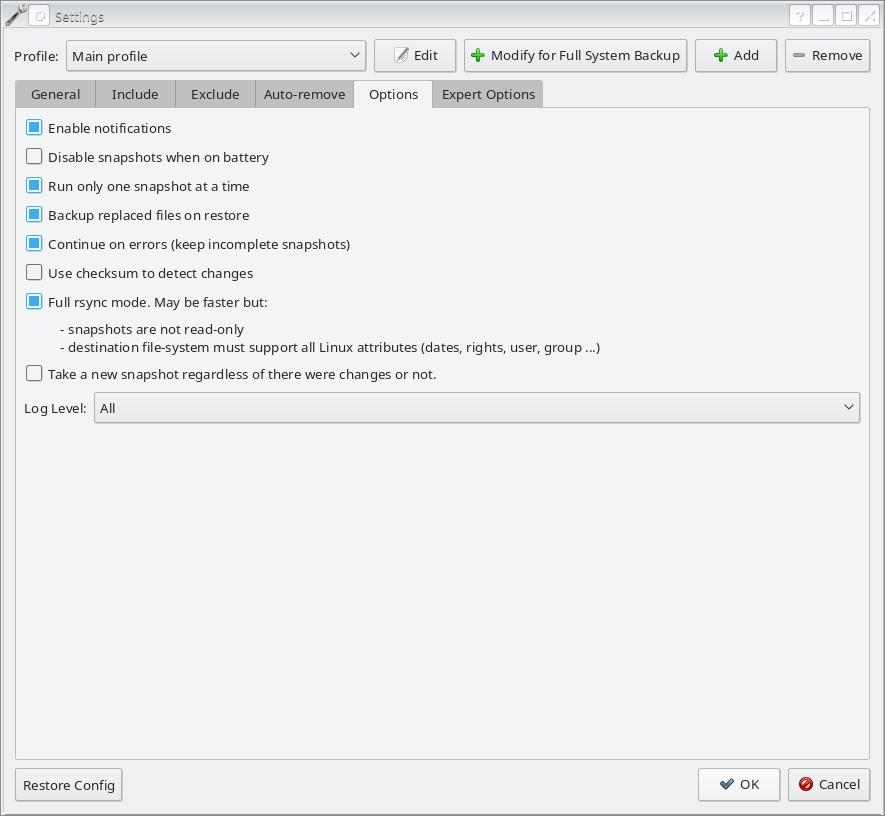 Settings
Profile: Main profile Edit Modify for Full System Backup Add Remove
General Include Exclude Auto-remove Options Expert Options
Enable notifications
Disable snapshots when on battery
Run only one snapshot at a time
Backup replaced files on restore
Continue on errors (keep incomplete snapshots)
Use checksum to detect changes
Full rsync mode. May be faster but:
- snapshots are not read-only
- destination file-system must support all Linux attributes (dates, rights, user, group ...)
Take a new snapshot regardless of there were changes or not.
Log Level: All
Restore Config OK Cancel